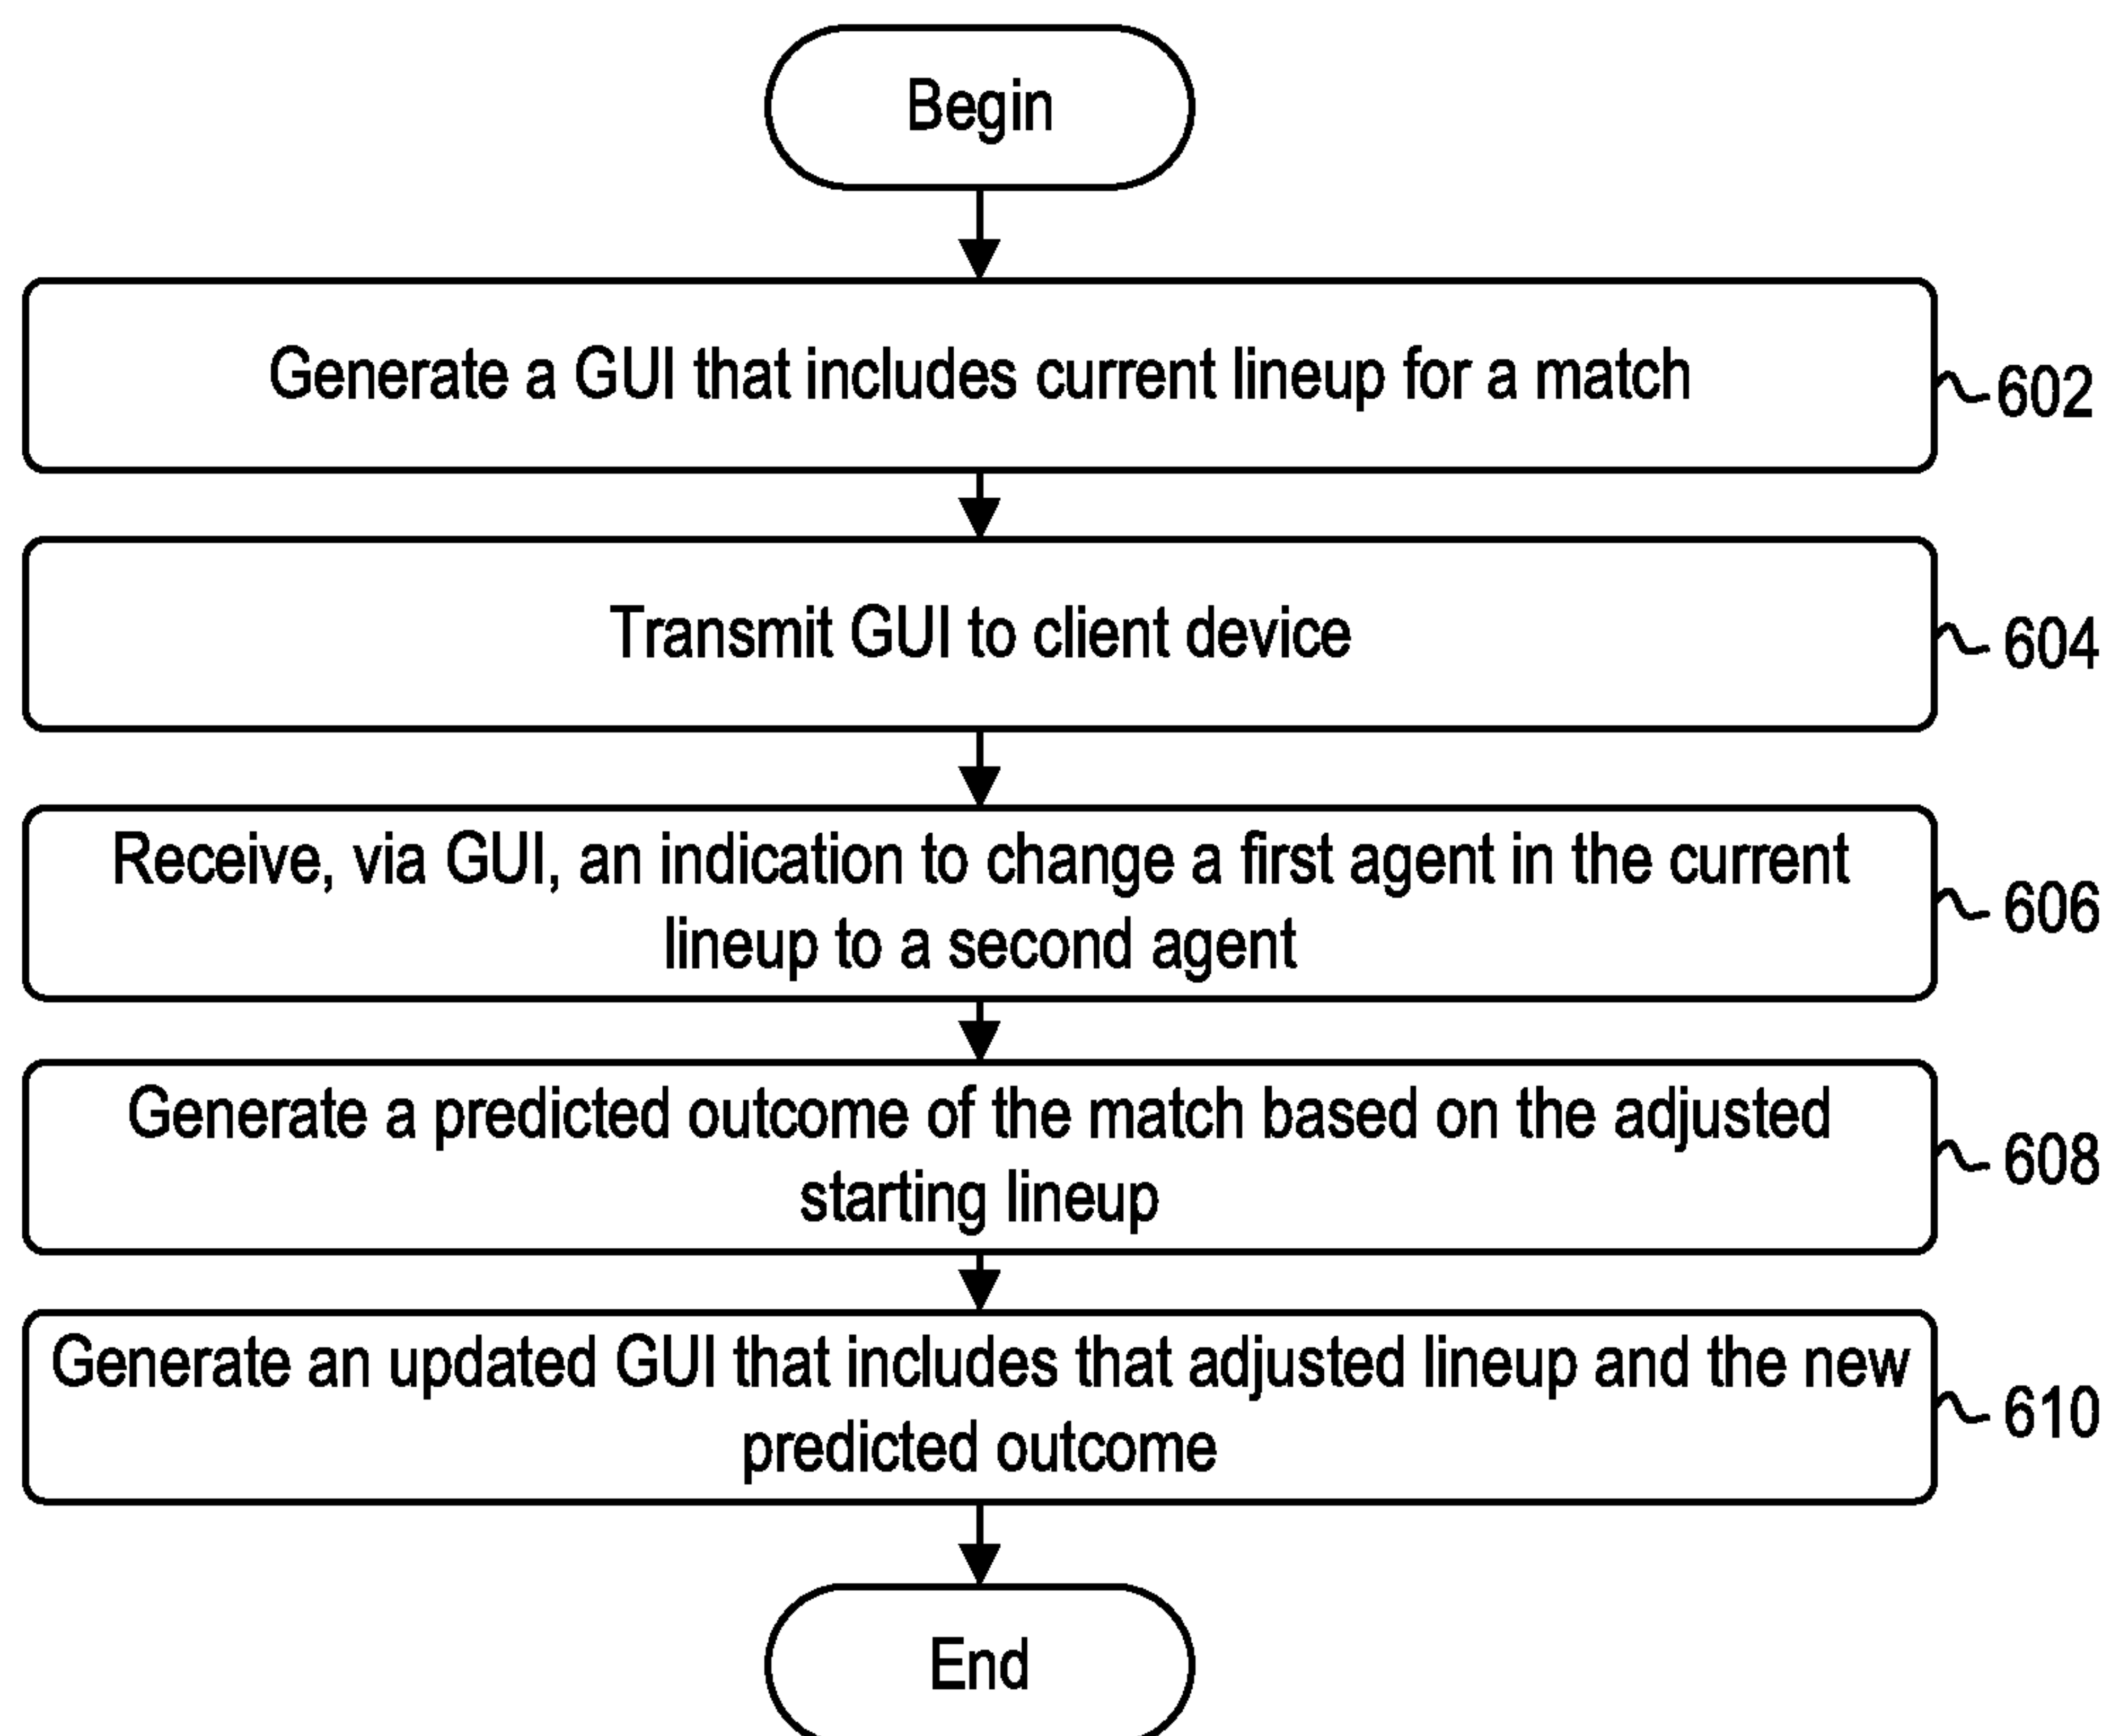 Begin
Generate a GUI that includes current lineup for a match
602
Transmit GUI to client device
604
Receive, via GUI, an indication to change a first agent in the current
lineup to a second agent
606
Generate a predicted outcome of the match based on the adjusted
starting lineup
608
Generate an updated GUI that includes that adjusted lineup and the new
predicted outcome
610
End